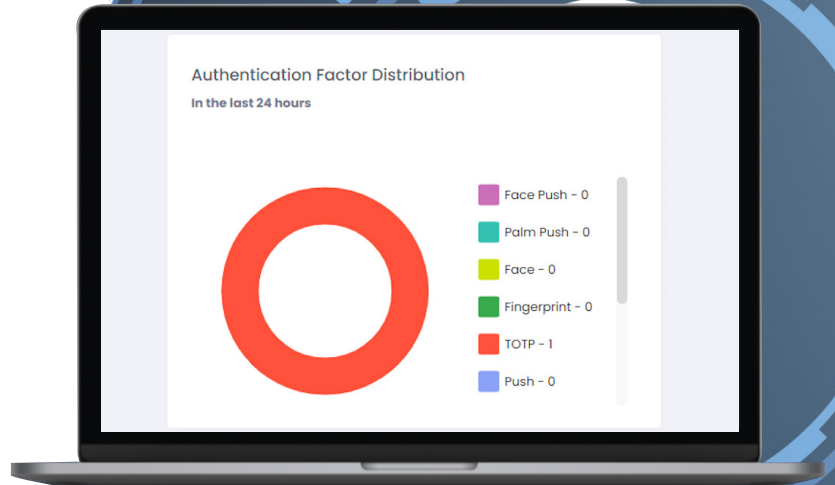 Authentication Factor Distribution
In the last 24 hours
Face Push - 0
Palm Push - 0
Face - 0
Fingerprint - 0
TOTP - 1
Push - 0